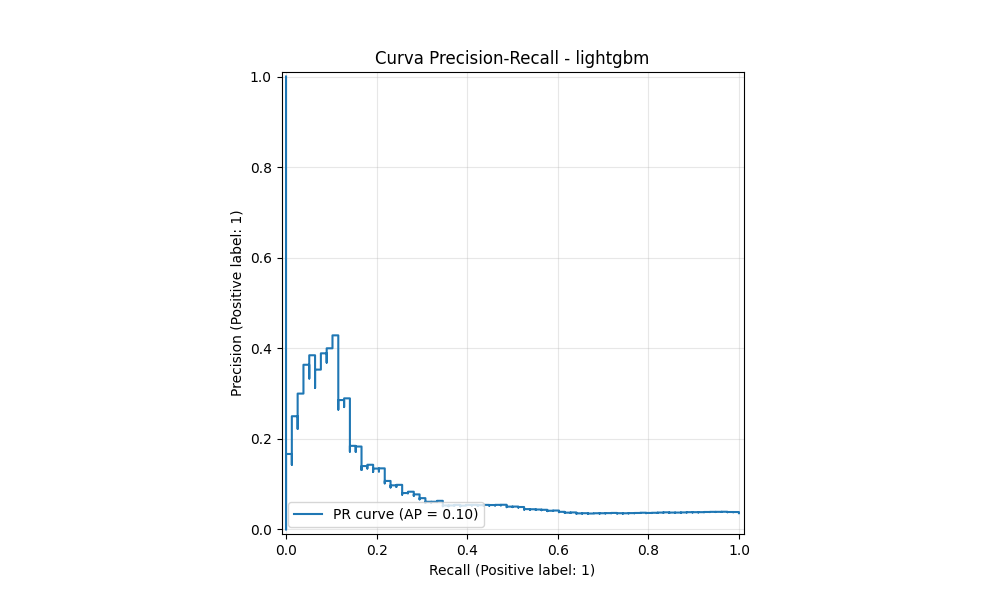 Curva Precision-Recall - lightgbm
1.0
0.8
0.6
0.4
0.2
0.0
Precision (Positive label: 1)
PR curve (AP = 0.10)
0.0 0.2 0.4 0.6 0.8 1.0
Recall (Positive label: 1)